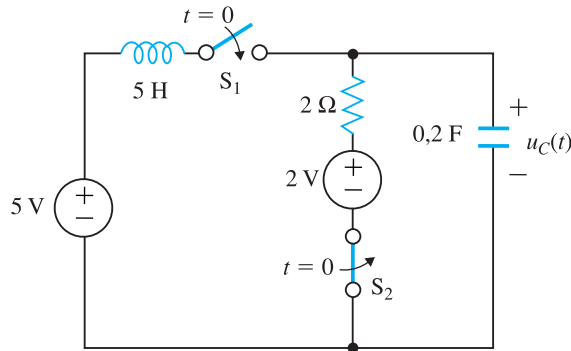 t = 0
5 H
S1
2 Ω
0,2 F
+
uC(t)
−
5 V
+
−
2 V
+
−
t = 0
S2